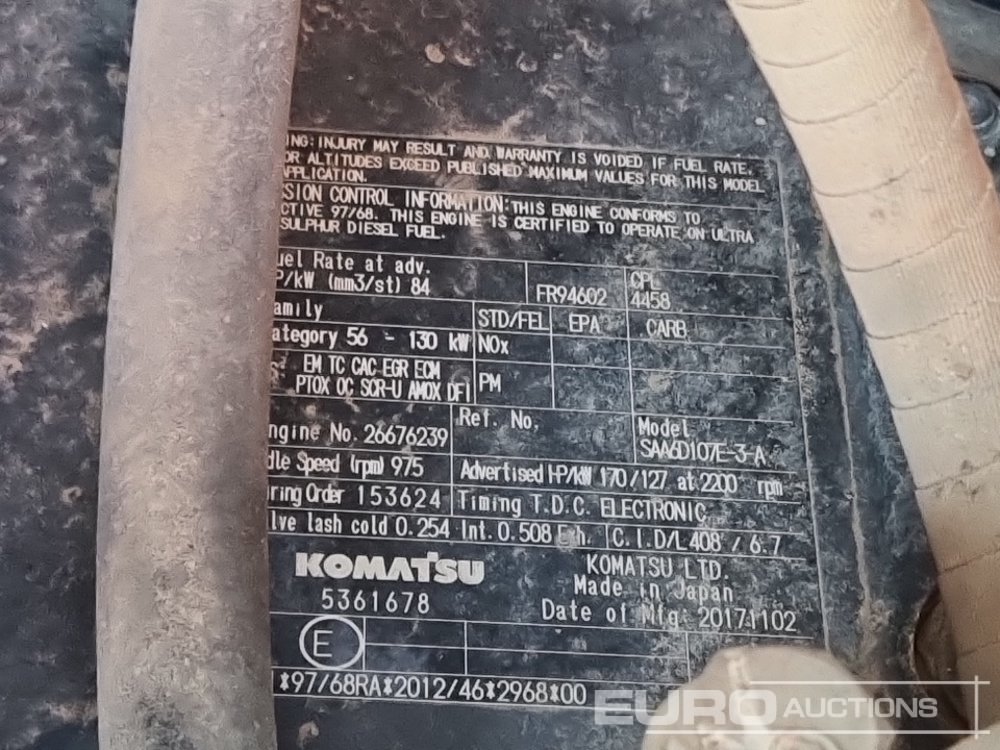 ING: INJURY MAY RESULT AND WARRANTY IS VOIDED IF FUEL RATE.
OR ALTITUDES EXCEED PUBLISHED MAXIMUM VALUES FOR THIS MODEL
APPLICATION.
SSION CONTROL INFORMATION: THIS ENGINE CONFORMS TO
CTIVE 97/68. THIS ENGINE IS CERTIFIED TO OPERATE ON ULTRA
SULPHUR DIESEL FUEL.
uel Rate at adv.
P/kW (mm3/st) 84 FR94602 CPL 4458
amily STD/FEL EPA CARB
ategory 56 - 130 kW NOx
EM TC CAC EGR ECM
PTOX OC SCR-U AMOX DFI PM
Ref. No. Model
ngine No. 26676239 SAA6D107E-3-A
dle Speed (rpm) 975 Advertised HP/kW 170/127 at 2200 rpm
iring Order 153624 Timing T.D.C. ELECTRONIC
lve lash cold 0.254 Int. 0.508 Exh. C.I.D/L 408 / 6.7
KOMATSU KOMATSU LTD.
Made in Japan
5361678 Date of Mfg. 20171102
E
*97/68RA*2012/46*2968*00
EURO AUCTIONS